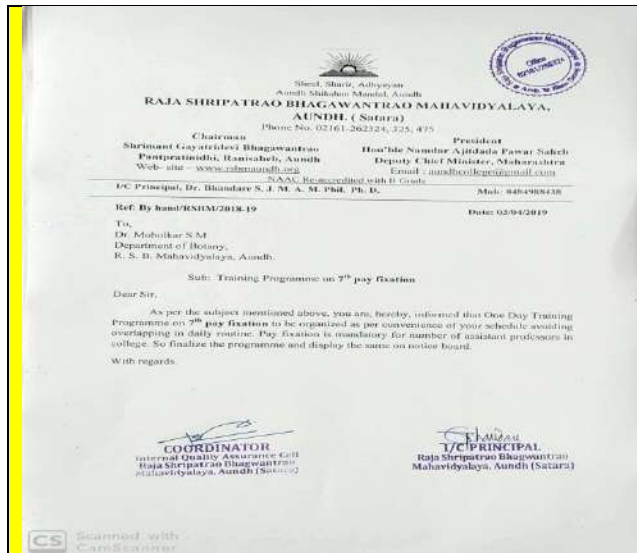 Sheel, Sharir, Adhyayan
Aundh Shikshan Mandal, Aundh
RAJA SHRIPATRAO BHAGAWANTRAO MAHAVIDYALAYA,
AUNDH. ( Satara)
Phone No. 02161-262324, 325, 475
Chairman
Shrimant Gayatridevi Bhagawantrao
Pantpratinidhi, Ranisaheb, Aundh
Web- site – www.rsbmaundh.org
President
Hon'ble Namdar Ajitdada Pawar Saheb
Deputy Chief Minister, Maharashtra
Email : aundhcollege@gmail.com
NAAC Re-accredited with B Grade
I/C Principal, Dr. Bhandare S. J. M. A. M. Phil, Ph. D. Mob:
Ref: By hand/RSBM/2018-19 Date: 03/04/2019
To,
Dr. Moholkar S.M
Department of Botany,
R. S. B. Mahavidyalaya, Aundh.
Sub: Training Programme on 7th pay fixation
Dear Sir,
As per the subject mentioned above, you are, hereby, informed that One Day Training
Programme on 7th pay fixation to be organized as per convenience of your schedule avoiding
overlapping in daily routine. Pay fixation is mandatory for number of assistant professors in
college. So finalize the programme and display the same on notice board.
With regards.
COORDINATOR
Internal Quality Assurance Cell
Raja Shripatrao Bhagwantrao
Mahavidyalaya, Aundh (Satara)
I/C PRINCIPAL
Raja Shripatrao Bhagwantrao
Mahavidyalaya, Aundh (Satara)
CS Scanned with
CamScanner